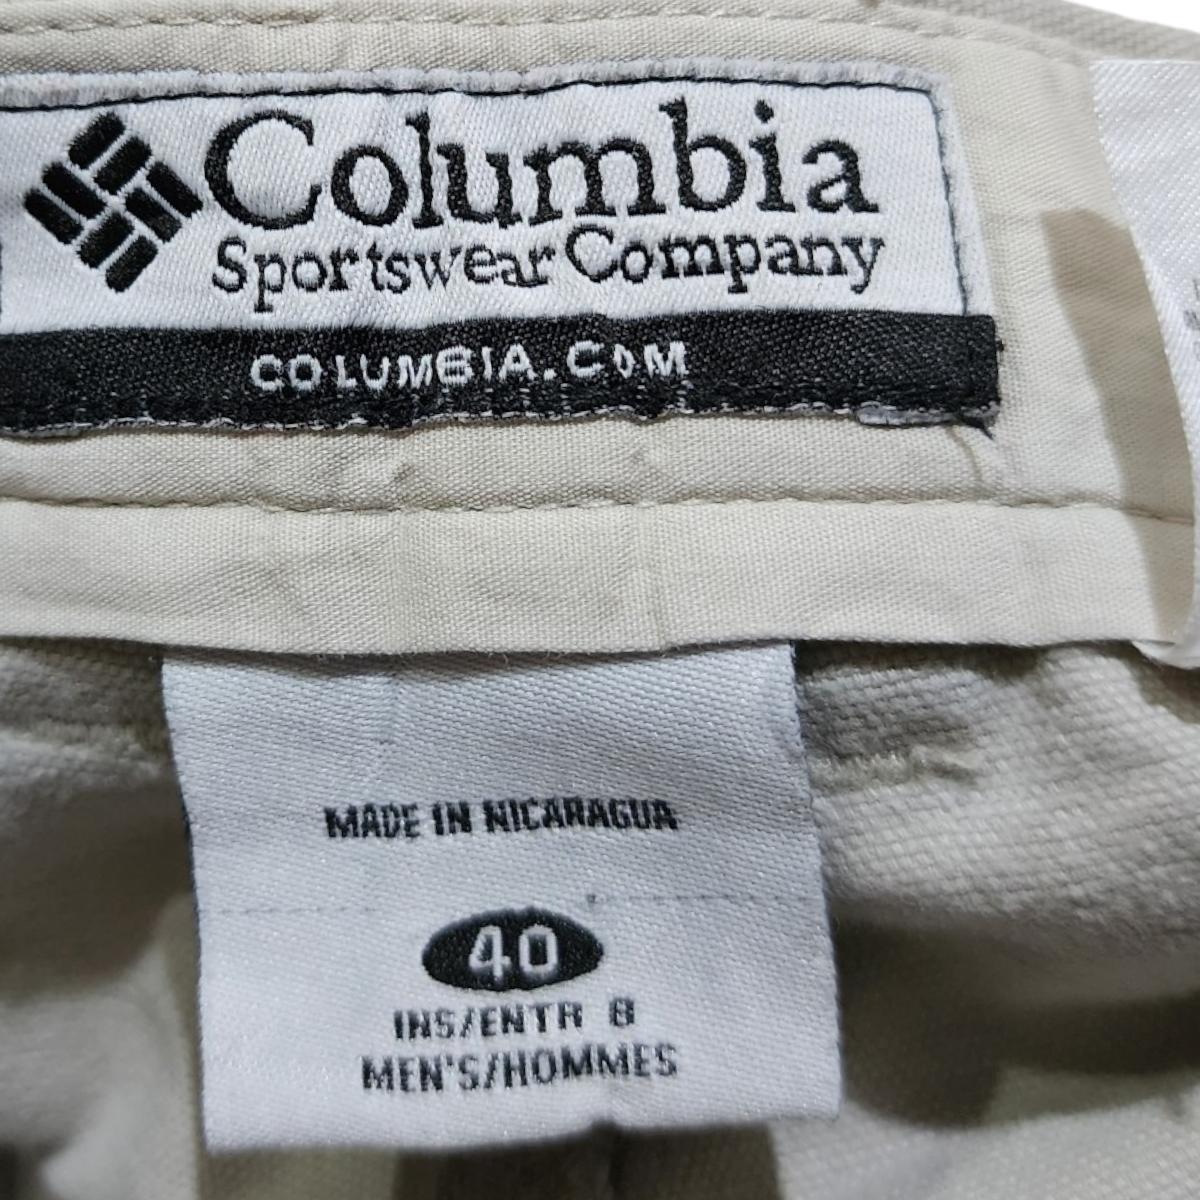 Columbia
Sportswear Company
COLUMBIA.COM
MADE IN NICARAGUA
40
INS/ENTR 8
MEN'S/HOMMES